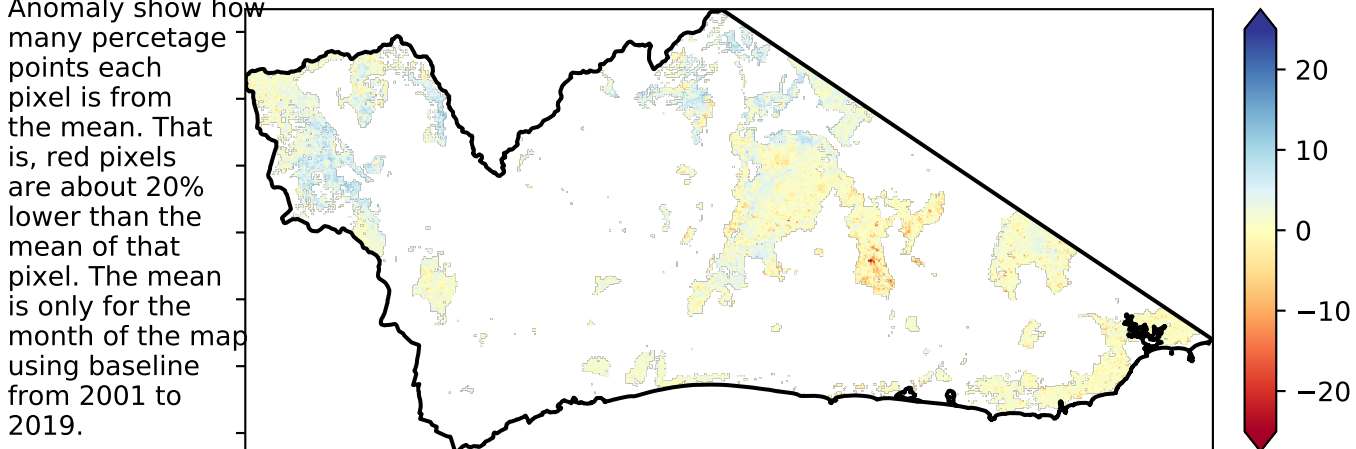 Anomaly show how
many percetage
points each
pixel is from
the mean. That
is, red pixels
are about 20%
lower than the
mean of that
pixel. The mean
is only for the
month of the map
using baseline
from 2001 to
2019.
20
10
0
−10
−20